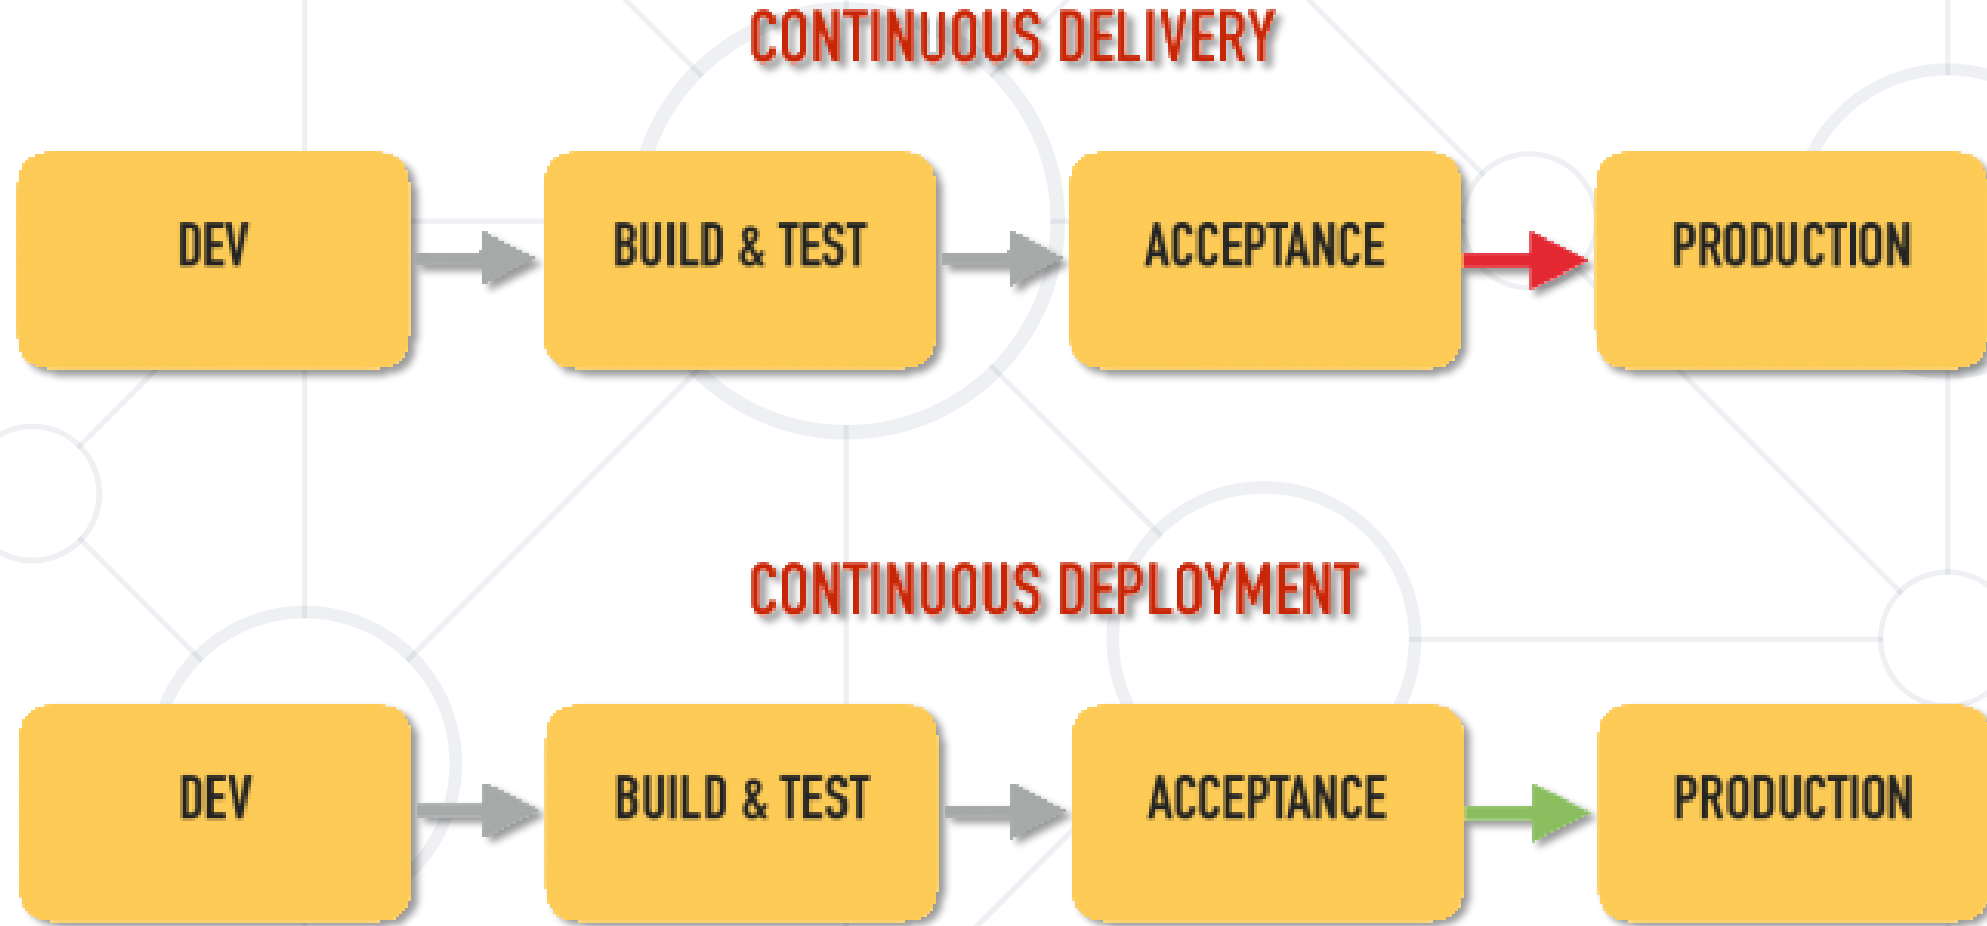 CONTINUOUS DELIVERY
DEV
BUILD & TEST
ACCEPTANCE
PRODUCTION
CONTINUOUS DEPLOYMENT
DEV
BUILD & TEST
ACCEPTANCE
PRODUCTION